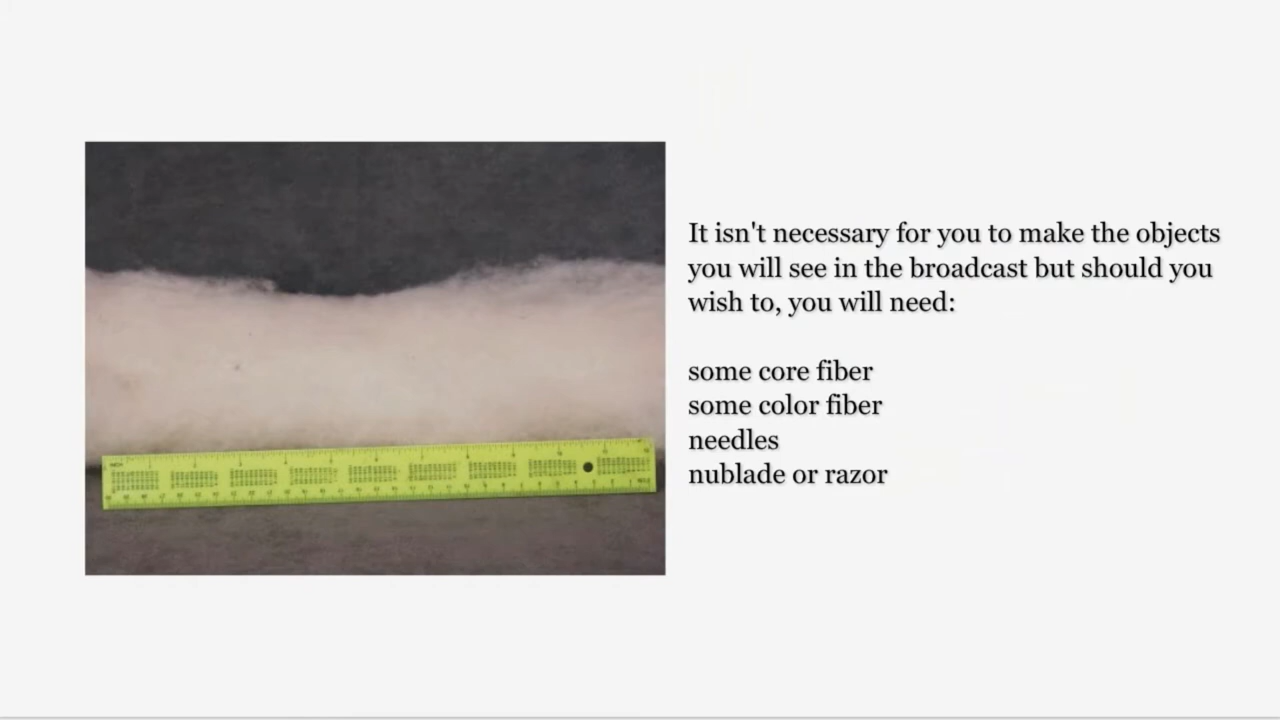 It isn't necessary for you to make the objects
you will see in the broadcast but should you
wish to, you will need:
some core fiber
some color fiber
needles
nublade or razor